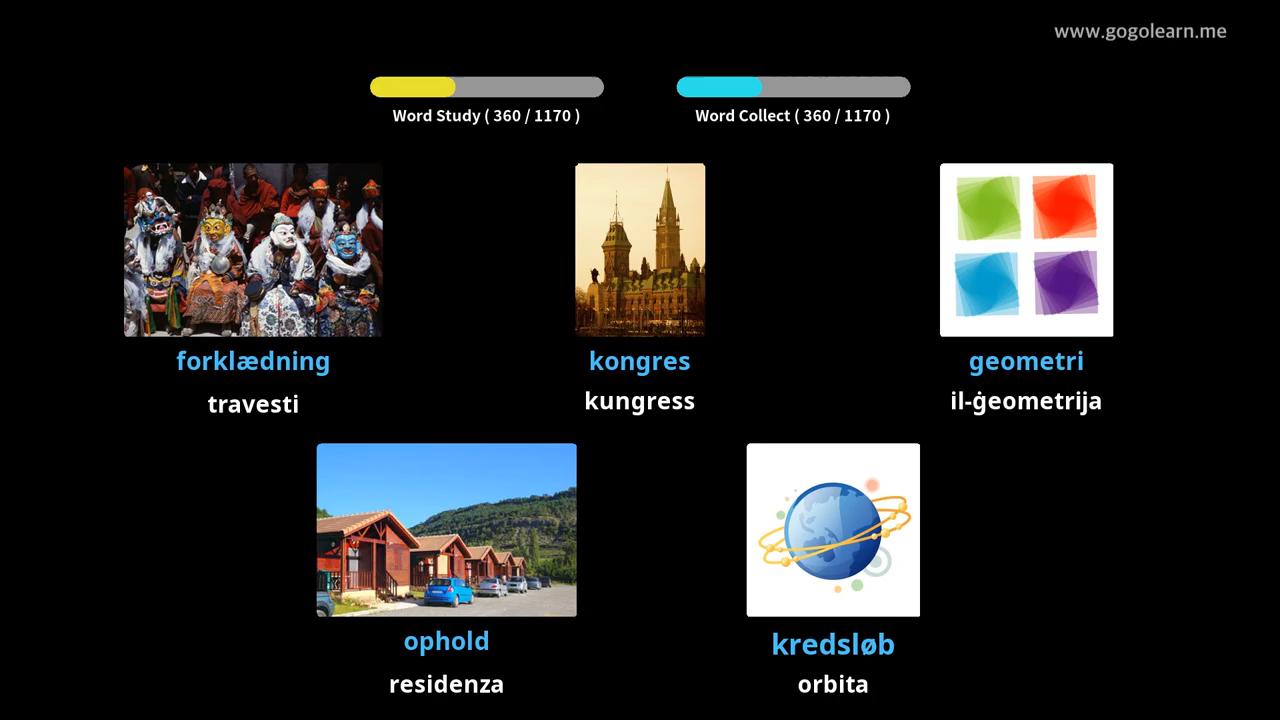 www.gogolearn.me
Word Study ( 360 / 1170 )
Word Collect ( 360 / 1170 )
forklædning
kongres
geometri
travesti
kungress
il-ġeometrija
ophold
kredsløb
residenza
orbita